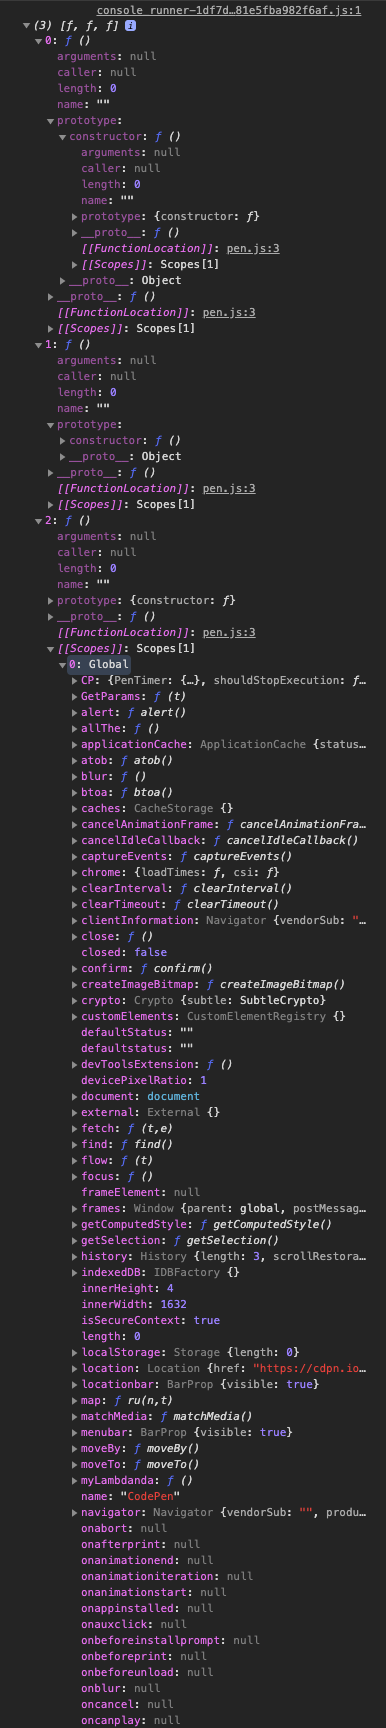 console_runner-1df7d…81e5fba982f6af.js:1
▼(3) [ƒ, ƒ, ƒ] i
▼0: ƒ ()
arguments: null
caller: null
length: 0
name: ""
▼prototype:
▼constructor: ƒ ()
arguments: null
caller: null
length: 0
name: ""
▶prototype: {constructor: ƒ}
▶__proto__: ƒ ()
[[FunctionLocation]]: pen.js:3
▶[[Scopes]]: Scopes[1]
▶__proto__: Object
▶__proto__: ƒ ()
[[FunctionLocation]]: pen.js:3
▶[[Scopes]]: Scopes[1]
▼1: ƒ ()
arguments: null
caller: null
length: 0
name: ""
▼prototype:
▶constructor: ƒ ()
▶__proto__: Object
▶__proto__: ƒ ()
[[FunctionLocation]]: pen.js:3
▶[[Scopes]]: Scopes[1]
▼2: ƒ ()
arguments: null
caller: null
length: 0
name: ""
▶prototype: {constructor: ƒ}
▶__proto__: ƒ ()
[[FunctionLocation]]: pen.js:3
▼[[Scopes]]: Scopes[1]
▼0: Global
▶CP: {PenTimer: {…}, shouldStopExecution: ƒ…
▶GetParams: ƒ (t)
▶alert: ƒ alert()
▶allThe: ƒ ()
▶applicationCache: ApplicationCache {status…
▶atob: ƒ atob()
▶blur: ƒ ()
▶btoa: ƒ btoa()
▶caches: CacheStorage {}
▶cancelAnimationFrame: ƒ cancelAnimationFra…
▶cancelIdleCallback: ƒ cancelIdleCallback()
▶captureEvents: ƒ captureEvents()
▶chrome: {loadTimes: ƒ, csi: ƒ}
▶clearInterval: ƒ clearInterval()
▶clearTimeout: ƒ clearTimeout()
▶clientInformation: Navigator {vendorSub: "…
▶close: ƒ ()
closed: false
▶confirm: ƒ confirm()
▶createImageBitmap: ƒ createImageBitmap()
▶crypto: Crypto {subtle: SubtleCrypto}
▶customElements: CustomElementRegistry {}
defaultStatus: ""
defaultstatus: ""
▶devToolsExtension: ƒ ()
devicePixelRatio: 1
▶document: document
▶external: External {}
▶fetch: ƒ (t,e)
▶find: ƒ find()
▶flow: ƒ (t)
▶focus: ƒ ()
frameElement: null
▶frames: Window {parent: global, postMessag…
▶getComputedStyle: ƒ getComputedStyle()
▶getSelection: ƒ getSelection()
▶history: History {length: 3, scrollRestora…
▶indexedDB: IDBFactory {}
innerHeight: 4
innerWidth: 1632
isSecureContext: true
length: 0
▶localStorage: Storage {length: 0}
▶location: Location {href: "https://cdpn.io…
▶locationbar: BarProp {visible: true}
▶map: ƒ ru(n,t)
▶matchMedia: ƒ matchMedia()
▶menubar: BarProp {visible: true}
▶moveBy: ƒ moveBy()
▶moveTo: ƒ moveTo()
▶myLambdanda: ƒ ()
name: "CodePen"
▶navigator: Navigator {vendorSub: "", produ…
onabort: null
onafterprint: null
onanimationend: null
onanimationiteration: null
onanimationstart: null
onappinstalled: null
onauxclick: null
onbeforeinstallprompt: null
onbeforeprint: null
onbeforeunload: null
onblur: null
oncancel: null
oncanplay: null